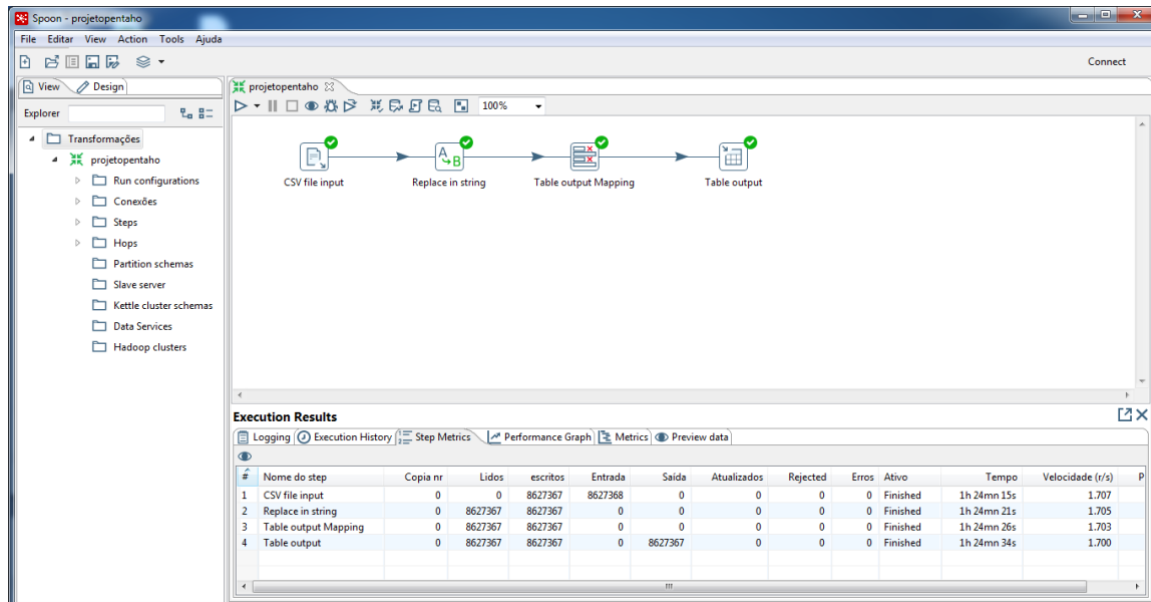 Spoon - projetopentaho
File Editar View Action Tools Ajuda
Connect
View Design
Explorer
Transformações
projetopentaho
Run configurations
Conexões
Steps
Hops
Partition schemas
Slave server
Kettle cluster schemas
Data Services
Hadoop clusters
projetopentaho
100%
A B
CSV file input Replace in string Table output Mapping Table output
Execution Results
Logging Execution History Step Metrics Performance Graph Metrics Preview data
# Nome do step Copia nr Lidos escritos Entrada Saída Atualizados Rejected Erros Ativo Tempo Velocidade (r/s) P
1 CSV file input 0 0 8627367 8627368 0 0 0 0 Finished 1h 24mn 15s 1.707
2 Replace in string 0 8627367 8627367 0 0 0 0 0 Finished 1h 24mn 21s 1.705
3 Table output Mapping 0 8627367 8627367 0 0 0 0 0 Finished 1h 24mn 26s 1.703
4 Table output 0 8627367 8627367 0 8627367 0 0 0 Finished 1h 24mn 34s 1.700